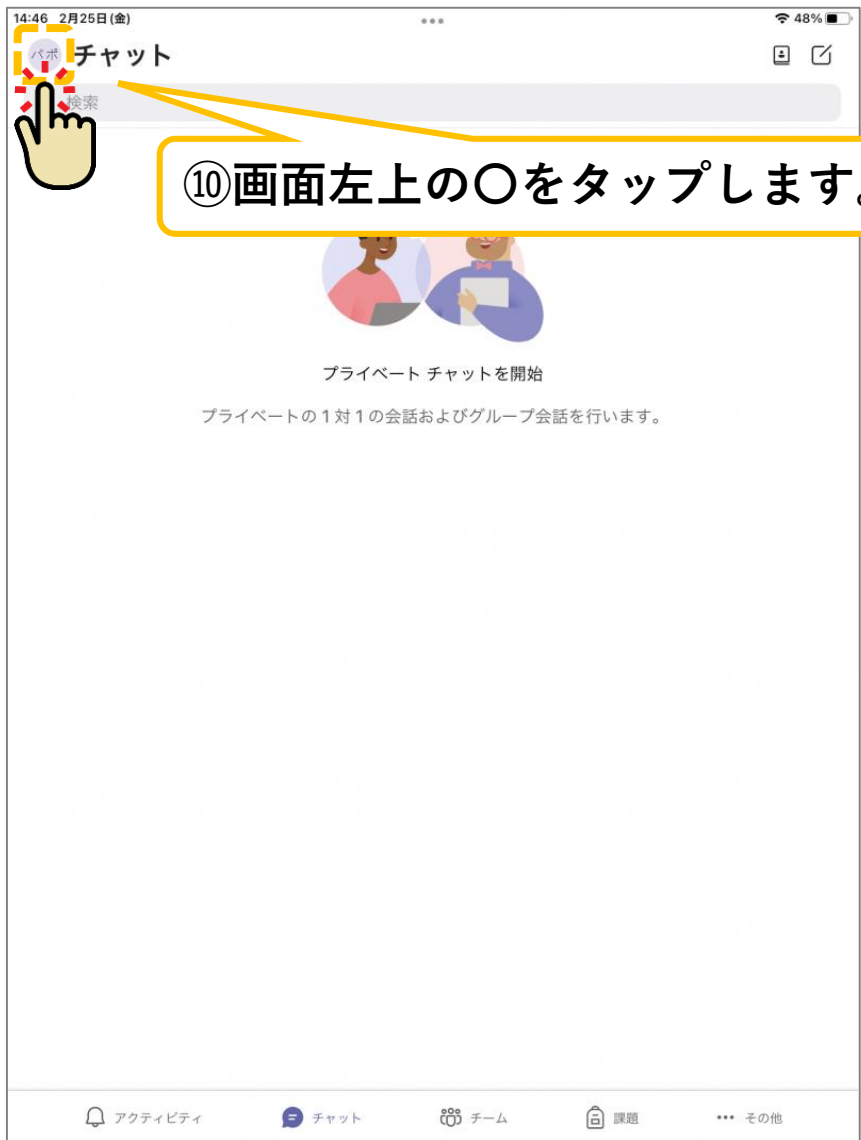 14:46 2月25日(金)
48%
パポ チャット
検索
⑩画面左上の〇をタップします。
プライベート チャットを開始
プライベートの1対1の会話およびグループ会話を行います。
アクティビティ チャット チーム 課題 その他